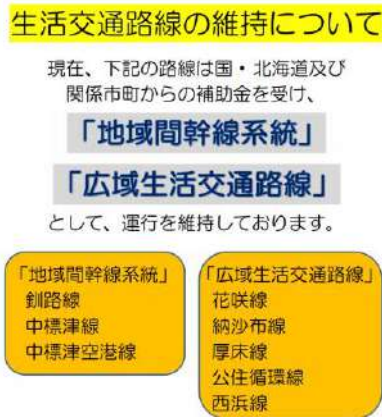 生活交通路線の維持について
現在、下記の路線は国・北海道及び
関係市町からの補助金を受け、
「地域間幹線系統」
「広域生活交通路線」
として、運行を維持しております。
「地域間幹線系統」
釧路線
中標津線
中標津空港線
「広域生活交通路線」
花咲線
納沙布線
厚床線
公住循環線
西浜線